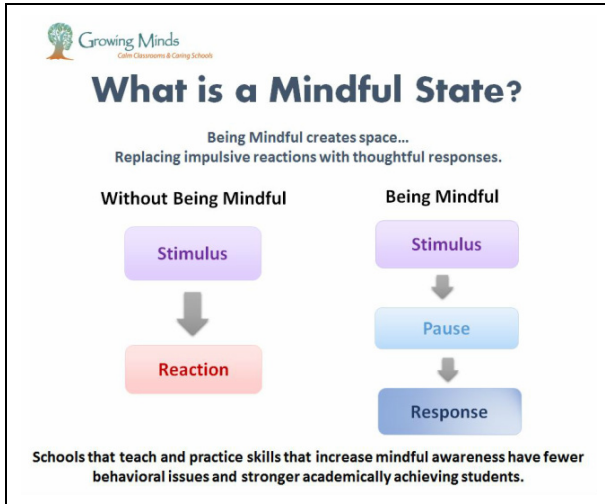 Growing Minds
Calm Classrooms & Caring Schools
What is a Mindful State?
Being Mindful creates space...
Replacing impulsive reactions with thoughtful responses.
Without Being Mindful
Stimulus
Reaction
Being Mindful
Stimulus
Pause
Response
Schools that teach and practice skills that increase mindful awareness have fewer
behavioral issues and stronger academically achieving students.